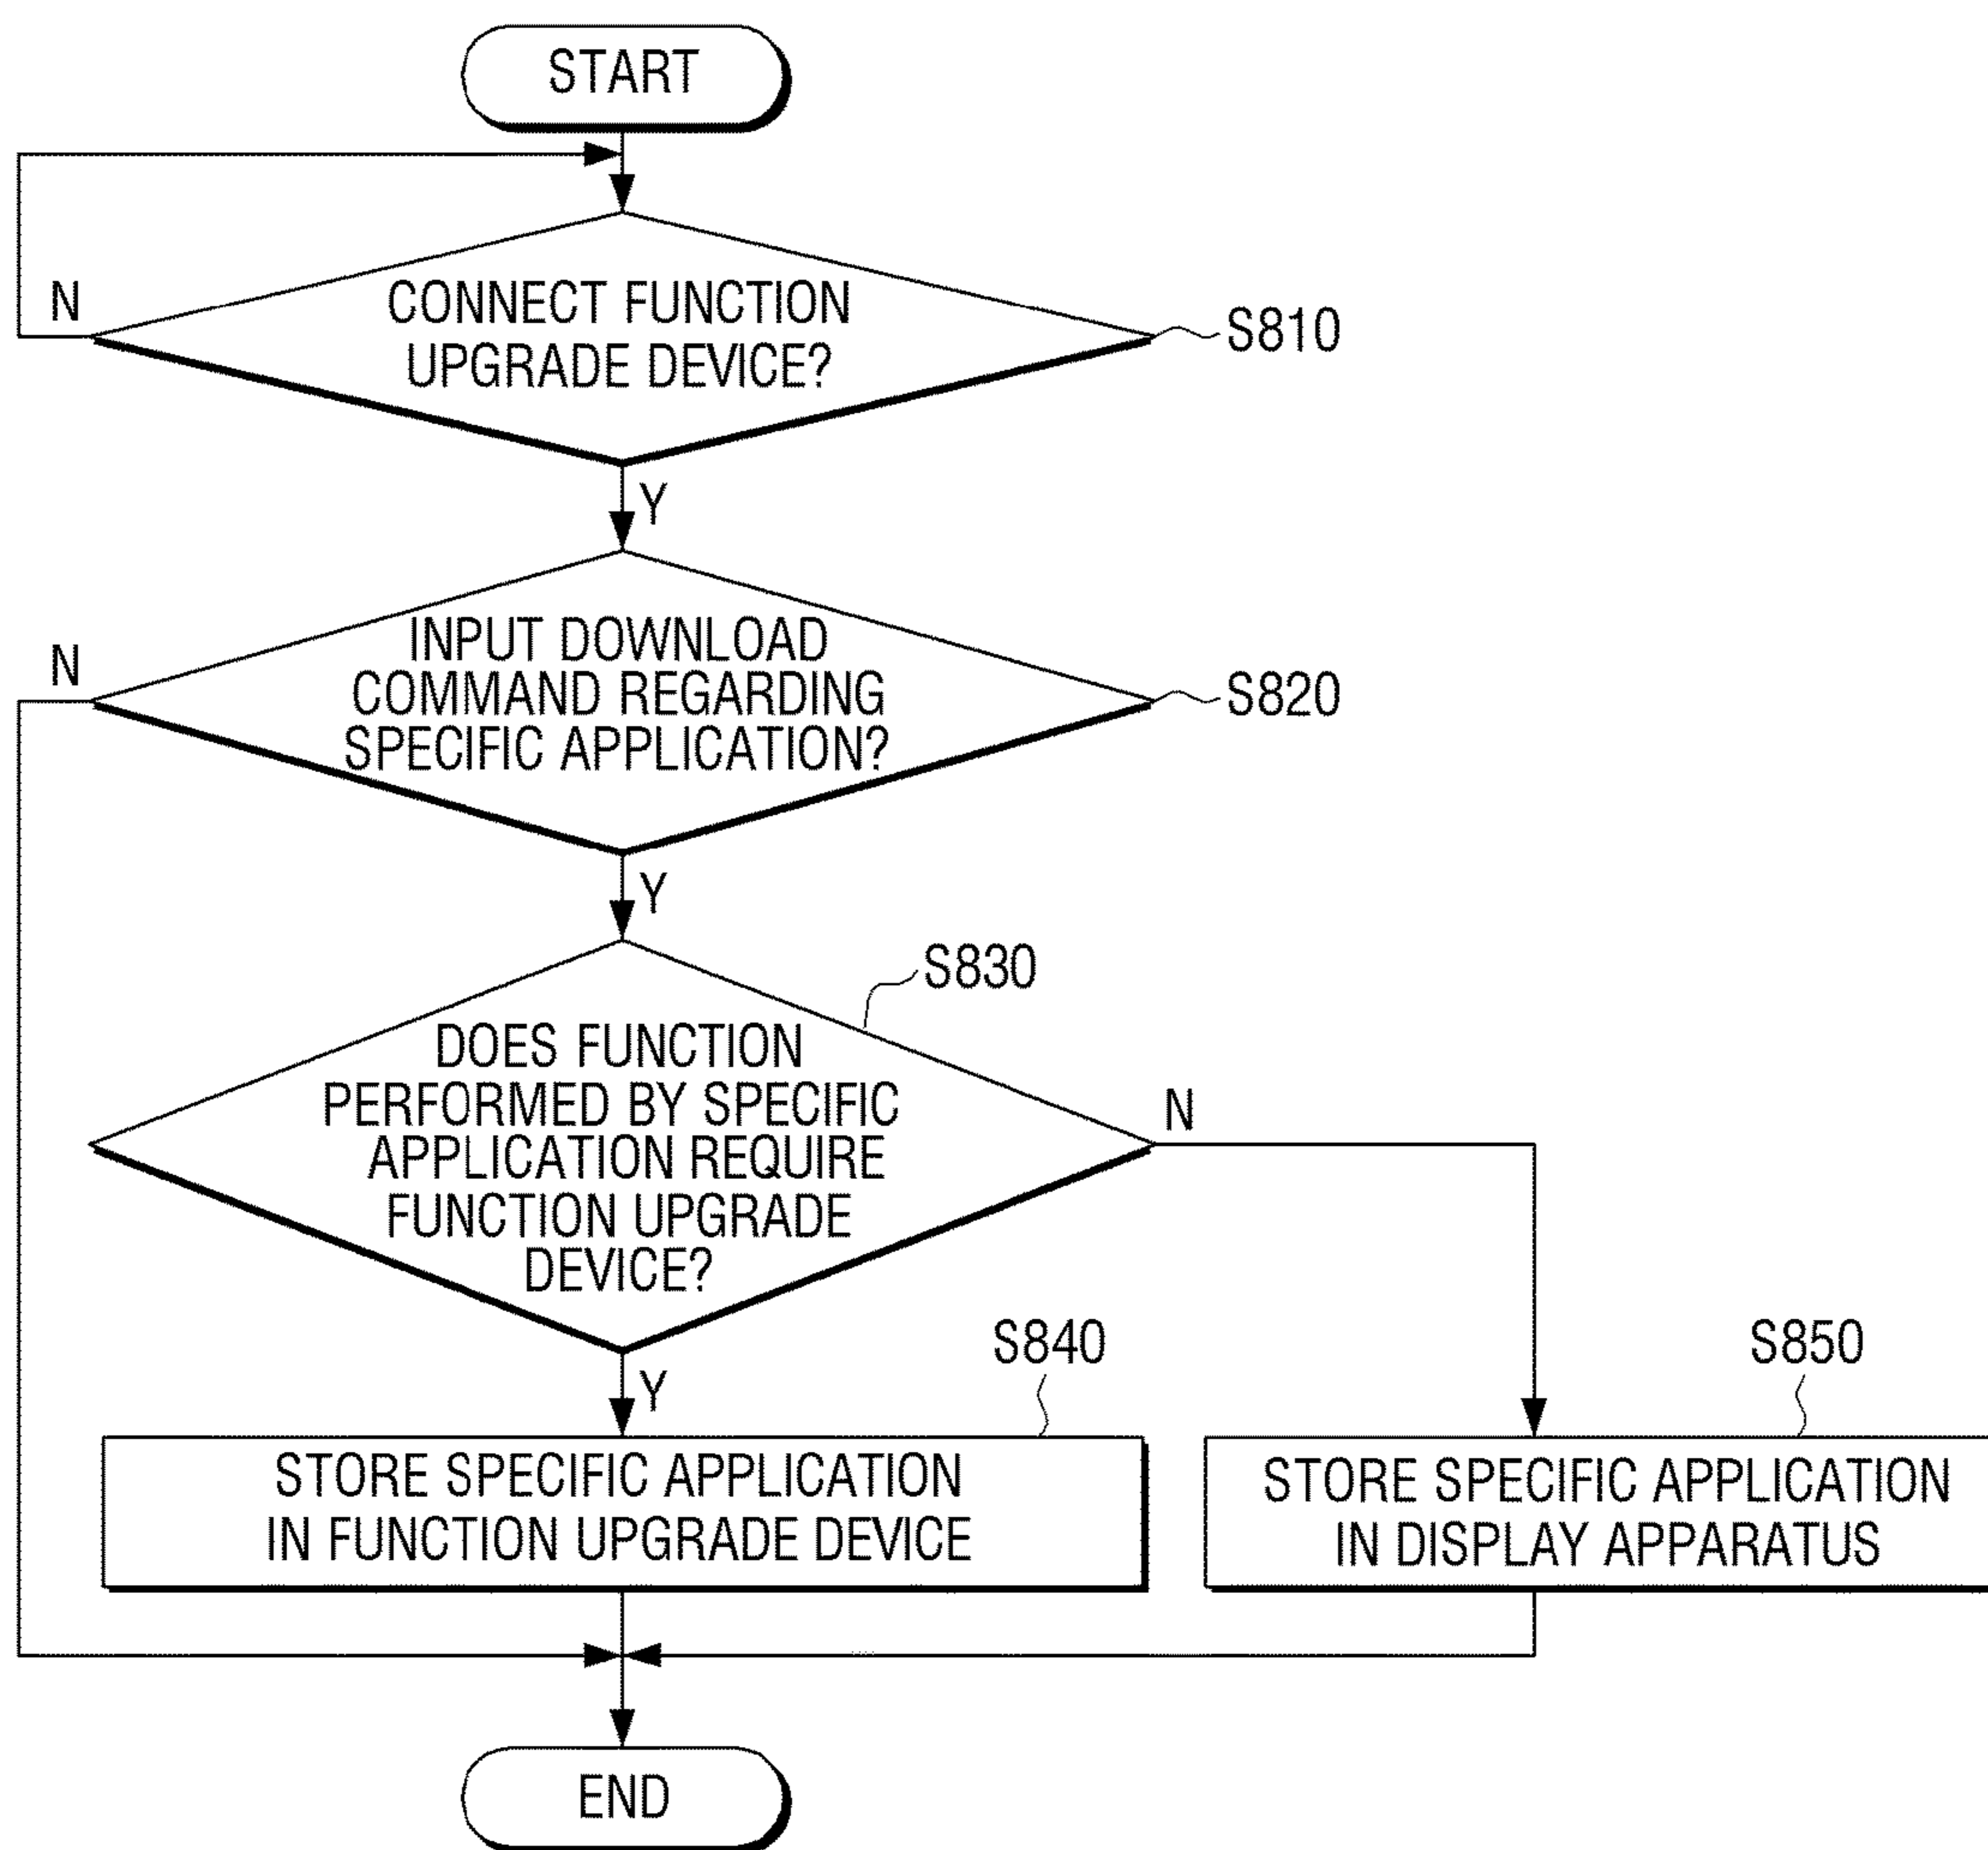 START
N
CONNECT FUNCTION
UPGRADE DEVICE?
S810
Y
N
INPUT DOWNLOAD
COMMAND REGARDING
SPECIFIC APPLICATION?
S820
Y
S830
DOES FUNCTION
PERFORMED BY SPECIFIC
APPLICATION REQUIRE
FUNCTION UPGRADE
DEVICE?
N
Y
S840
S850
STORE SPECIFIC APPLICATION
IN FUNCTION UPGRADE DEVICE
STORE SPECIFIC APPLICATION
IN DISPLAY APPARATUS
END